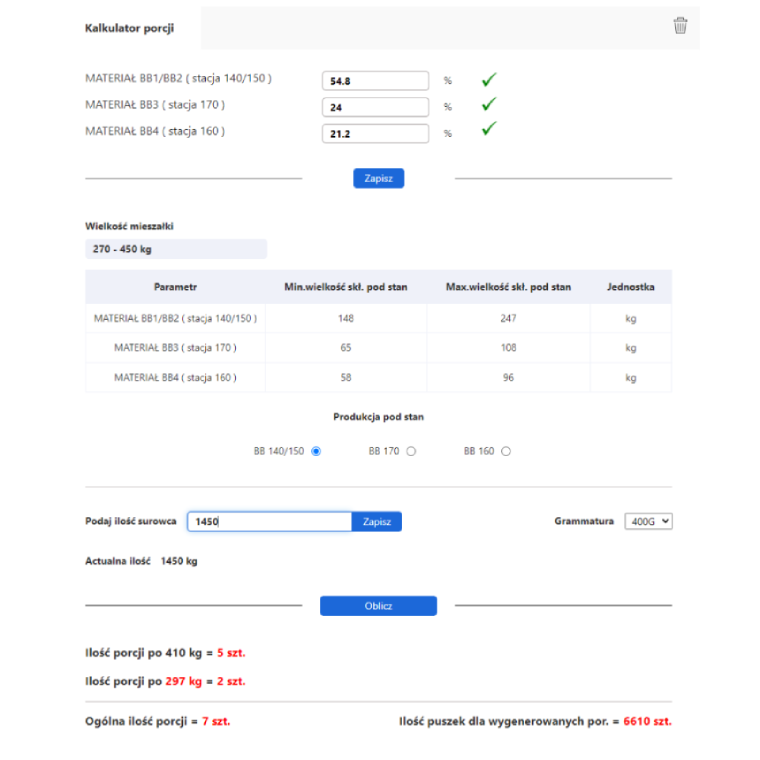 Kalkulator porcji
MATERIAŁ BB1/BB2 ( stacja 140/150 ) 54.8 %
MATERIAŁ BB3 ( stacja 170 ) 24 %
MATERIAŁ BB4 ( stacja 160 ) 21.2 %
Zapisz
Wielkość mieszałki
270 - 450 kg
Parametr Min.wielkość skł. pod stan Max.wielkość skł. pod stan Jednostka
MATERIAŁ BB1/BB2 ( stacja 140/150 ) 148 247 kg
MATERIAŁ BB3 ( stacja 170 ) 65 108 kg
MATERIAŁ BB4 ( stacja 160 ) 58 96 kg
Produkcja pod stan
BB 140/150 BB 170 BB 160
Podaj ilość surowca 1450 Zapisz Grammatura 400G
Actualna ilość 1450 kg
Oblicz
Ilość porcji po 410 kg = 5 szt.
Ilość porcji po 297 kg = 2 szt.
Ogólna ilość porcji = 7 szt. Ilość puszek dla wygenerowanych por. = 6610 szt.